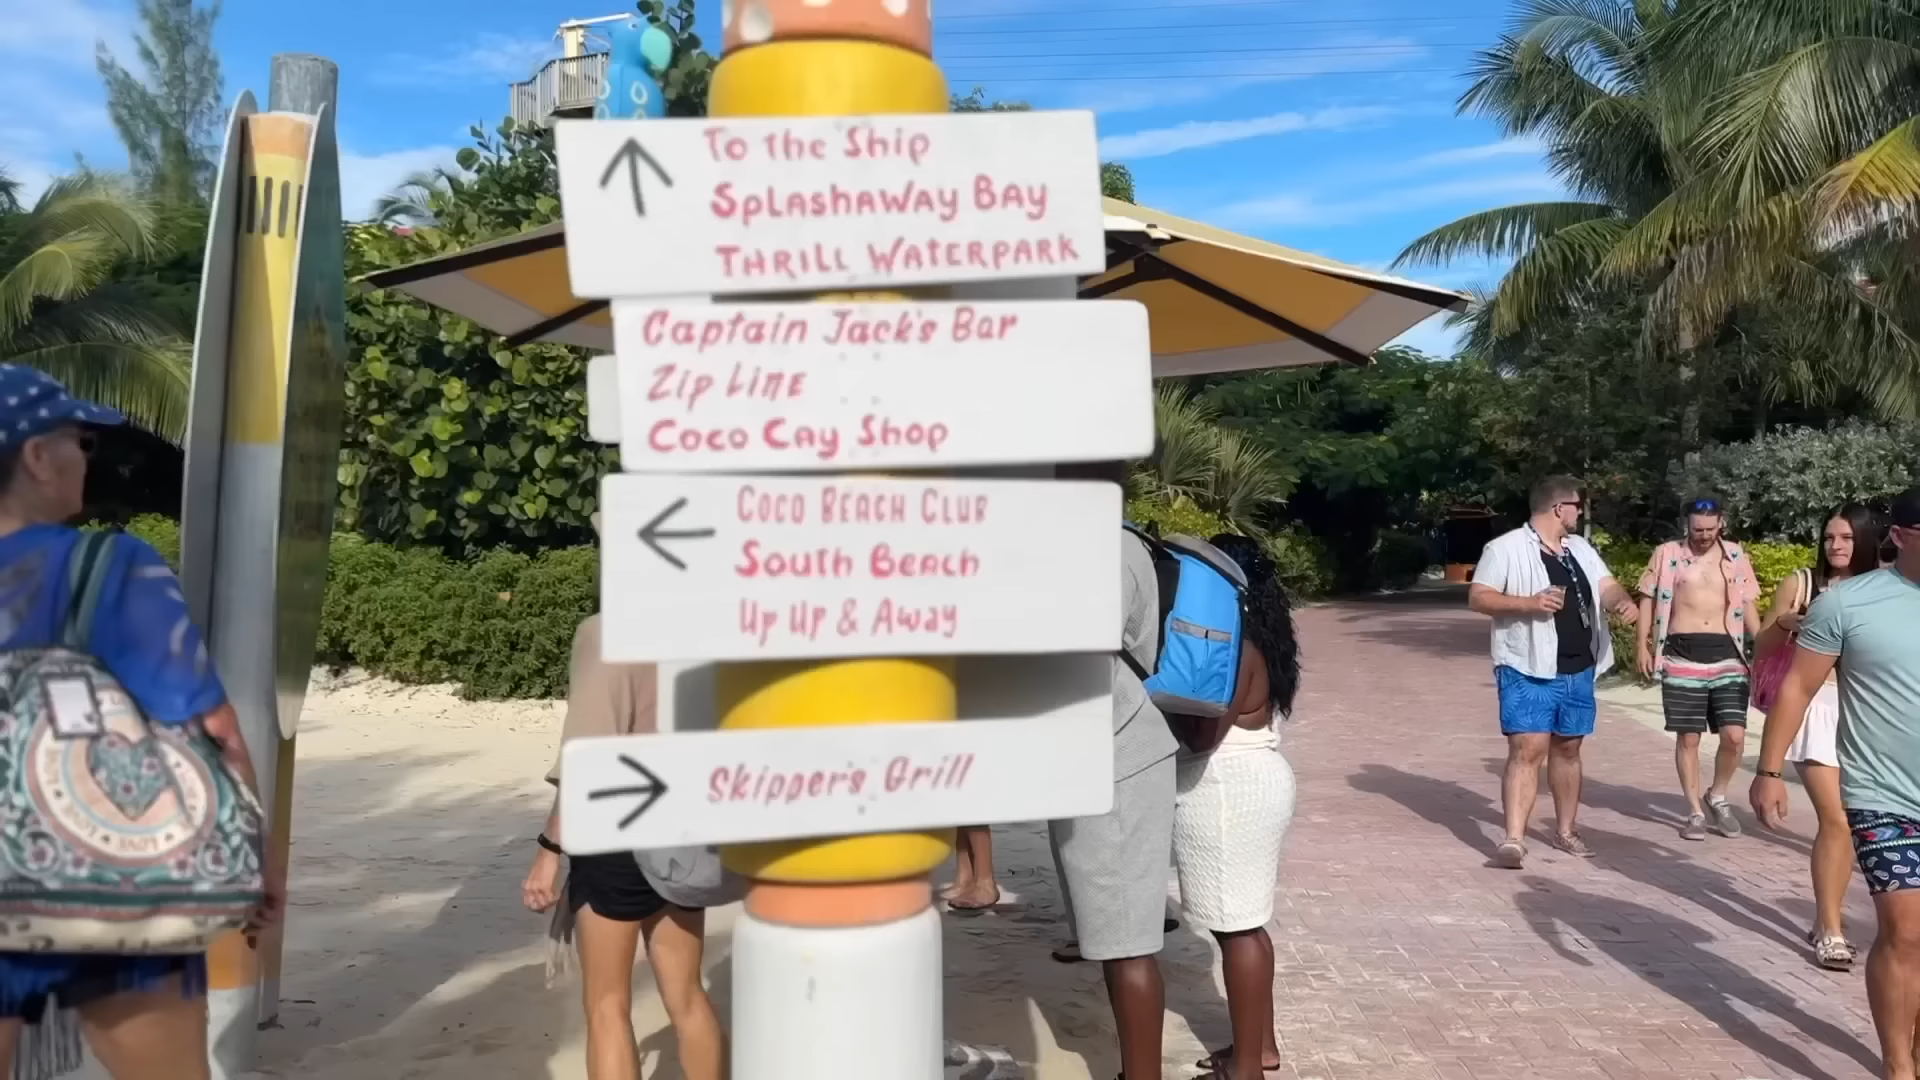 To the Ship
Splashaway Bay
Thrill Waterpark
Captain Jack's Bar
Zip Line
Coco Cay Shop
Coco Beach Club
South Beach
Up Up & Away
Skipper's Grill